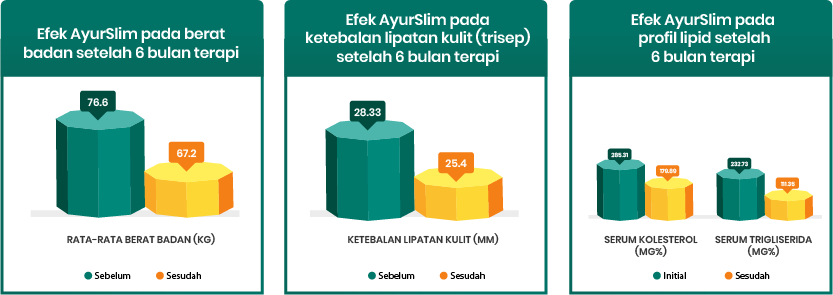 Efek AyurSlim pada berat
badan setelah 6 bulan terapi
76.6
67.2
RATA-RATA BERAT BADAN (KG)
Sebelum
Sesudah
Efek AyurSlim pada
ketebalan lipatan kulit (trisep)
setelah 6 bulan terapi
28.33
25.4
KETEBALAN LIPATAN KULIT (MM)
Sebelum
Sesudah
Efek AyurSlim pada
profil lipid setelah
6 bulan terapi
232.73
SERUM KOLESTEROL
(MG%)
SERUM TRIGLISERIDA
(MG%)
Initial
Sesudah